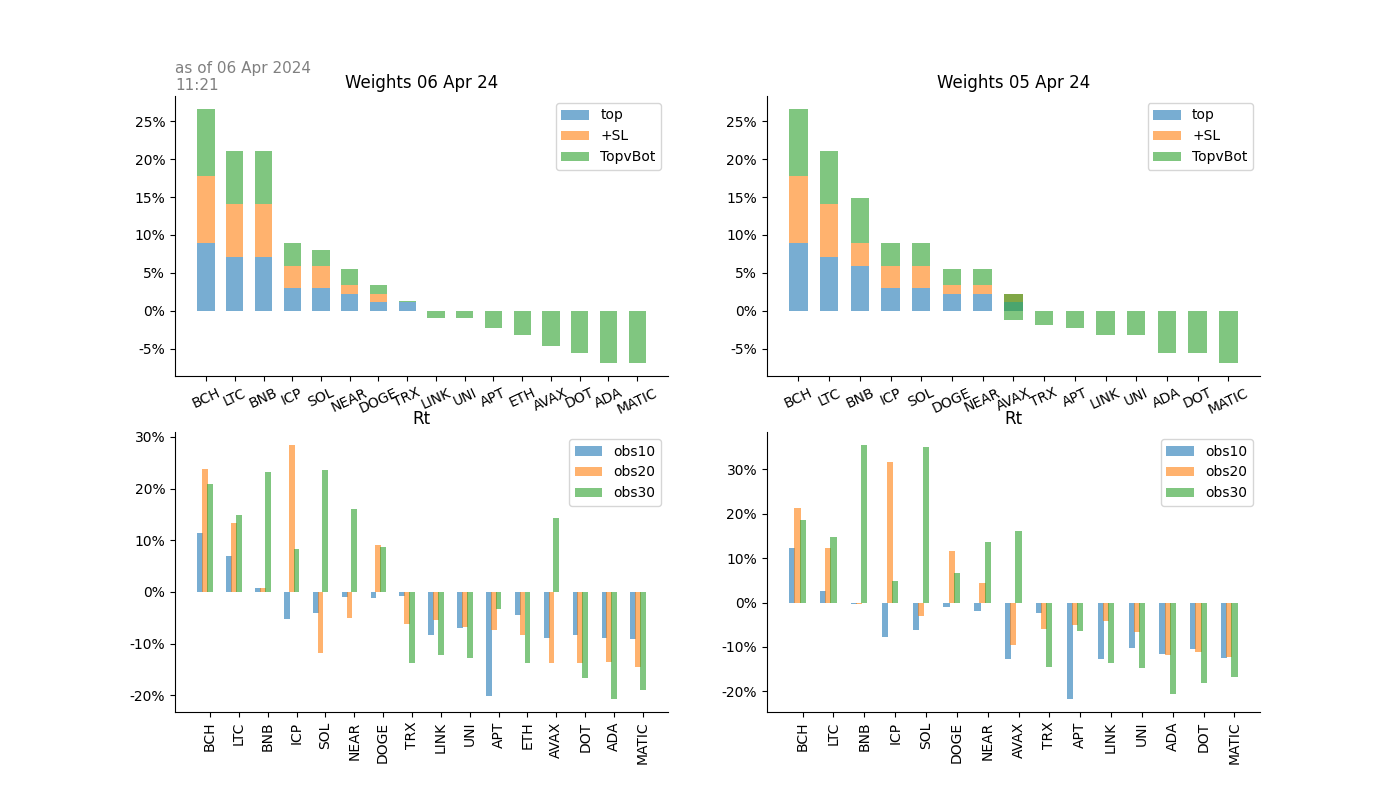 as of 06 Apr 2024
11:21
Weights 06 Apr 24
25%
20%
15%
10%
5%
0%
-5%
top
+SL
TopvBot
BCH LTC BNB ICP SOL NEAR DOGE TRX LINK UNI APT ETH AVAX DOT ADA MATIC
Weights 05 Apr 24
25%
20%
15%
10%
5%
0%
-5%
top
+SL
TopvBot
BCH LTC BNB ICP SOL DOGE NEAR AVAX TRX APT LINK UNI ADA DOT MATIC
Rt
30%
20%
10%
0%
-10%
-20%
obs10
obs20
obs30
BCH LTC BNB ICP SOL NEAR DOGE TRX LINK UNI APT ETH AVAX DOT ADA MATIC
Rt
30%
20%
10%
0%
-10%
-20%
obs10
obs20
obs30
BCH LTC BNB ICP SOL DOGE NEAR AVAX TRX APT LINK UNI ADA DOT MATIC